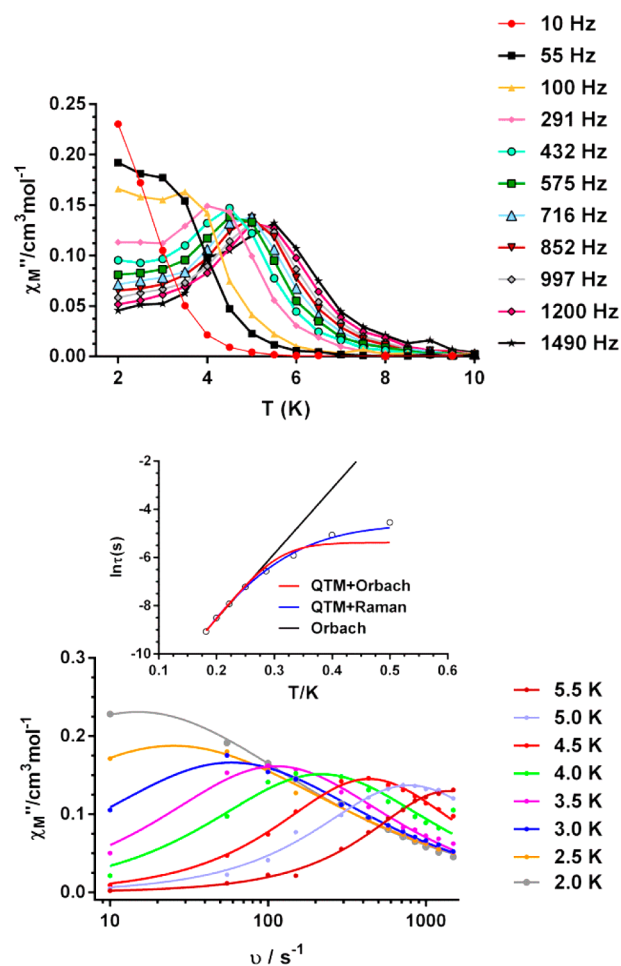 10 Hz
55 Hz
100 Hz
291 Hz
432 Hz
575 Hz
716 Hz
852 Hz
997 Hz
1200 Hz
1490 Hz
χM''/cm³mol⁻¹
0.25
0.20
0.15
0.10
0.05
0.00
2 4 6 8 10
T (K)
lnτ(s)
-2
-4
-6
-8
-10
QTM+Orbach
QTM+Raman
Orbach
0.1 0.2 0.3 0.4 0.5 0.6
T/K
χM''/cm³mol⁻¹
0.3
0.2
0.1
0.0
10 100 1000
υ / s⁻¹
5.5 K
5.0 K
4.5 K
4.0 K
3.5 K
3.0 K
2.5 K
2.0 K